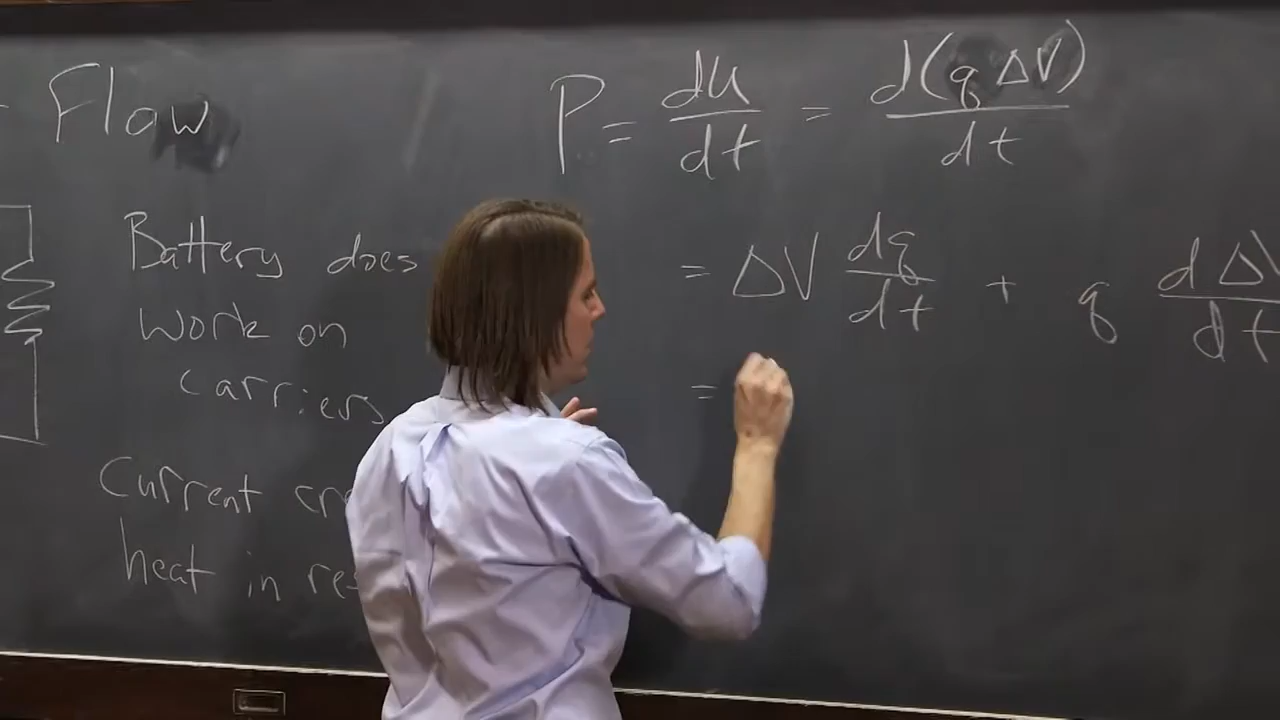 Flow
Battery does
work on
carriers
Current
heat in
P = du/dt = d(q ΔV)/dt
= ΔV dq/dt + q dΔV/dt
=